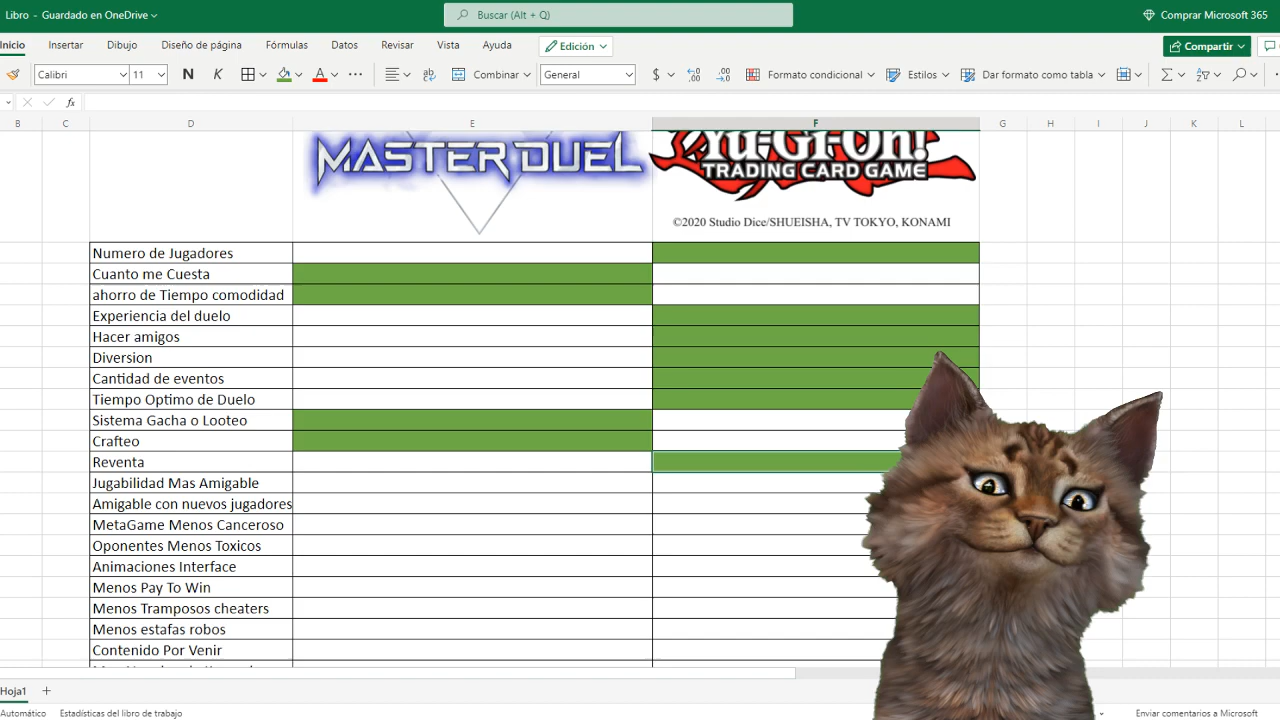 Libro - Guardado en OneDrive
Buscar (Alt + Q)
Comprar Microsoft 365
Inicio Insertar Dibujo Diseño de página Fórmulas Datos Revisar Vista Ayuda Edición Compartir
Calibri 11 N K A ab Combinar General $ Formato condicional Estilos Dar formato como tabla
fx
B C D E F G H I J K L
MASTER DUEL
Yu-Gi-Oh!
TRADING CARD GAME
©2020 Studio Dice/SHUEISHA, TV TOKYO, KONAMI
Numero de Jugadores
Cuanto me Cuesta
ahorro de Tiempo comodidad
Experiencia del duelo
Hacer amigos
Diversion
Cantidad de eventos
Tiempo Optimo de Duelo
Sistema Gacha o Looteo
Crafteo
Reventa
Jugabilidad Mas Amigable
Amigable con nuevos jugadores
MetaGame Menos Canceroso
Oponentes Menos Toxicos
Animaciones Interface
Menos Pay To Win
Menos Tramposos cheaters
Menos estafas robos
Contenido Por Venir
Hoja1
Automático Estadísticas del libro de trabajo
Enviar comentarios a Microsoft